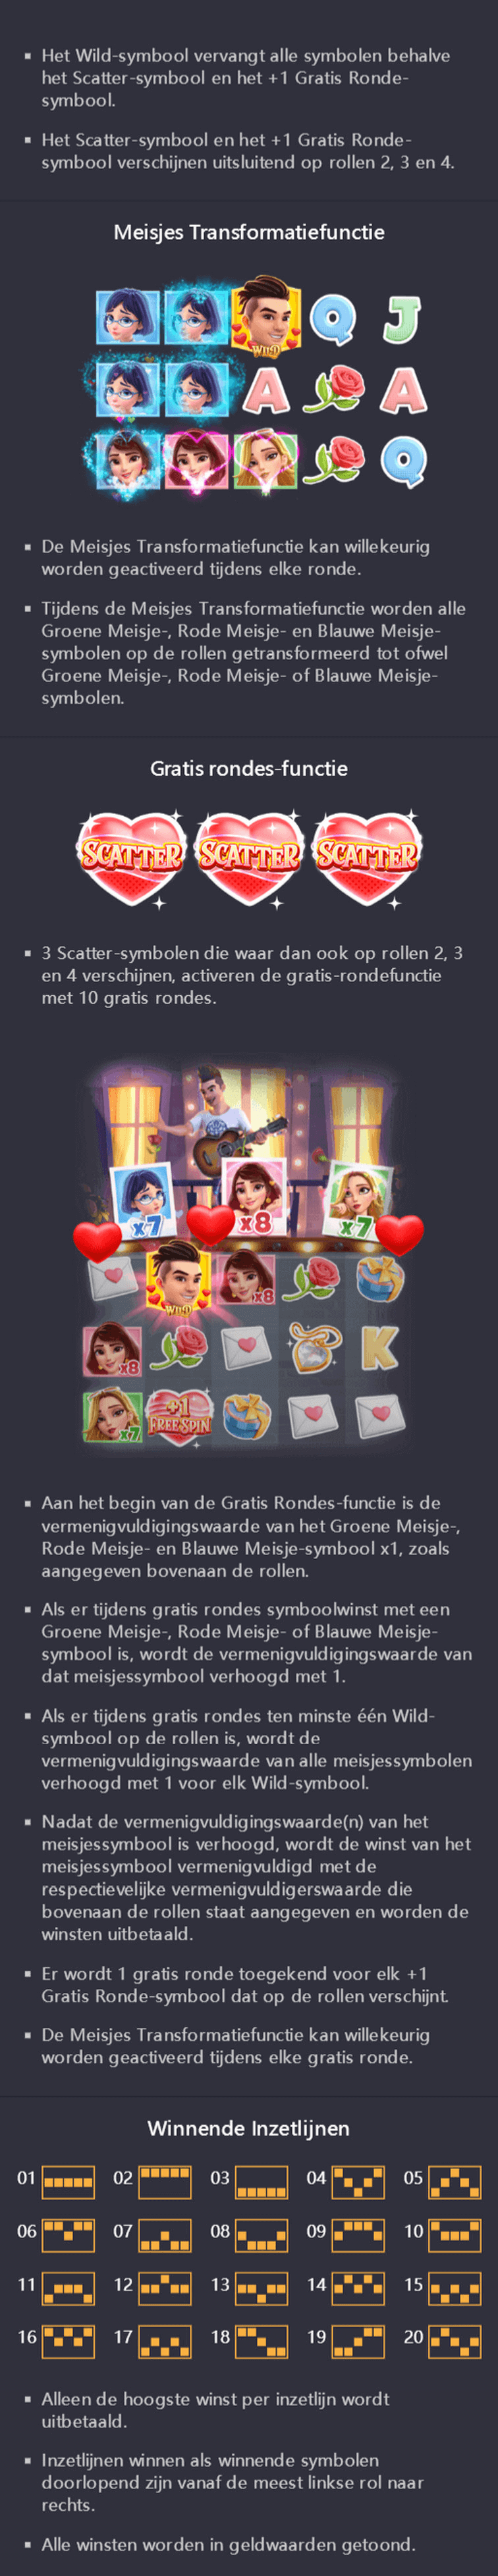 ▪ Het Wild-symbool vervangt alle symbolen behalve
het Scatter-symbool en het +1 Gratis Ronde-
symbool.
▪ Het Scatter-symbool en het +1 Gratis Ronde-
symbool verschijnen uitsluitend op rollen 2, 3 en 4.
Meisjes Transformatiefunctie
WILD Q J
A A
Q
▪ De Meisjes Transformatiefunctie kan willekeurig
worden geactiveerd tijdens elke ronde.
▪ Tijdens de Meisjes Transformatiefunctie worden alle
Groene Meisje-, Rode Meisje- en Blauwe Meisje-
symbolen op de rollen getransformeerd tot ofwel
Groene Meisje-, Rode Meisje- of Blauwe Meisje-
symbolen.
Gratis rondes-functie
SCATTER SCATTER SCATTER
▪ 3 Scatter-symbolen die waar dan ook op rollen 2, 3
en 4 verschijnen, activeren de gratis-rondefunctie
met 10 gratis rondes.
x7 x8 x7
WILD x8
x8 K
x7 +1 FREE SPIN
▪ Aan het begin van de Gratis Rondes-functie is de
vermenigvuldigingswaarde van het Groene Meisje-,
Rode Meisje- en Blauwe Meisje-symbool x1, zoals
aangegeven bovenaan de rollen.
▪ Als er tijdens gratis rondes symboolwinst met een
Groene Meisje-, Rode Meisje- of Blauwe Meisje-
symbool is, wordt de vermenigvuldigingswaarde van
dat meisjessymbool verhoogd met 1.
▪ Als er tijdens gratis rondes ten minste één Wild-
symbool op de rollen is, wordt de
vermenigvuldigingswaarde van alle meisjessymbolen
verhoogd met 1 voor elk Wild-symbool.
▪ Nadat de vermenigvuldigingswaarde(n) van het
meisjessymbool is verhoogd, wordt de winst van het
meisjessymbool vermenigvuldigd met de
respectievelijke vermenigvuldigerswaarde die
bovenaan de rollen staat aangegeven en worden de
winsten uitbetaald.
▪ Er wordt 1 gratis ronde toegekend voor elk +1
Gratis Ronde-symbool dat op de rollen verschijnt.
▪ De Meisjes Transformatiefunctie kan willekeurig
worden geactiveerd tijdens elke gratis ronde.
Winnende Inzetlijnen
01 02 03 04 05
06 07 08 09 10
11 12 13 14 15
16 17 18 19 20
▪ Alleen de hoogste winst per inzetlijn wordt
uitbetaald.
▪ Inzetlijnen winnen als winnende symbolen
doorlopend zijn vanaf de meest linkse rol naar
rechts.
▪ Alle winsten worden in geldwaarden getoond.